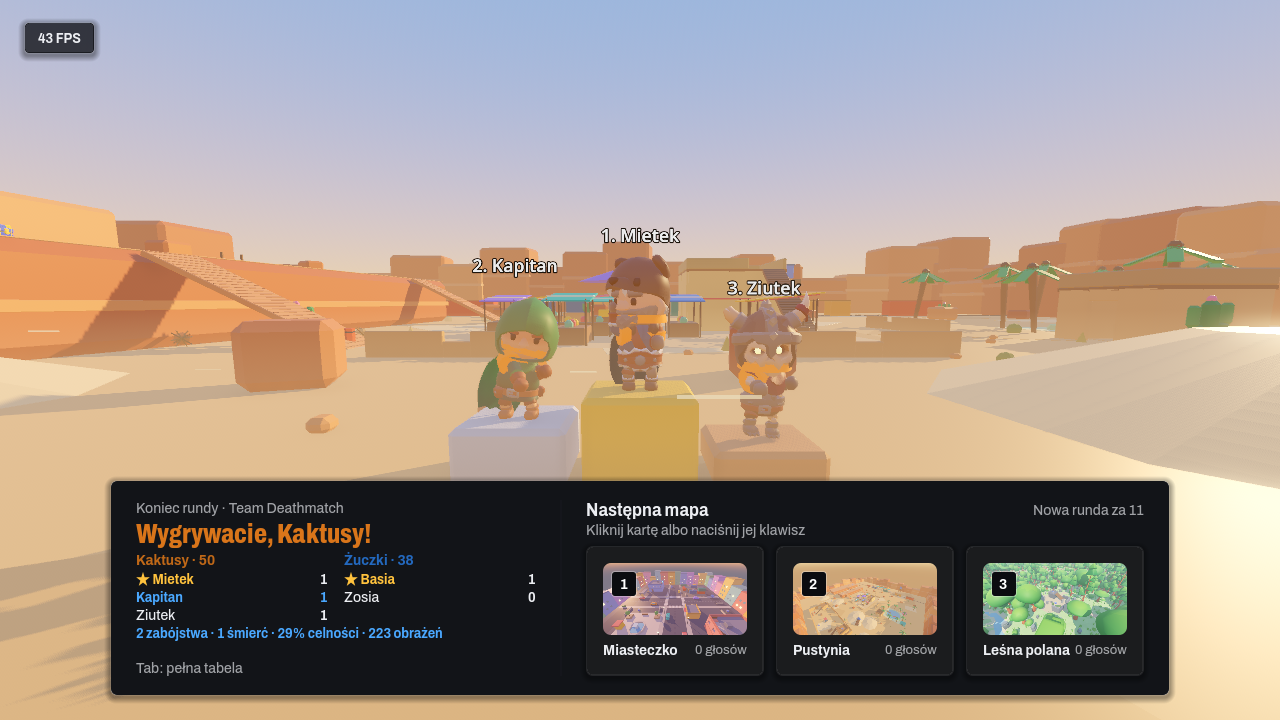 43 FPS
1. Mietek
2. Kapitan
3. Ziutek
Koniec rundy · Team Deathmatch
Wygrywacie, Kaktusy!
Kaktusy · 50
★ Mietek 1
Kapitan 1
Ziutek 1
Żuczki · 38
★ Basia 1
Zosia 0
2 zabójstwa · 1 śmierć · 29% celności · 223 obrażeń
Tab: pełna tabela
Następna mapa
Nowa runda za 11
Kliknij kartę albo naciśnij jej klawisz
1
Miasteczko 0 głosów
2
Pustynia 0 głosów
3
Leśna polana 0 głosów